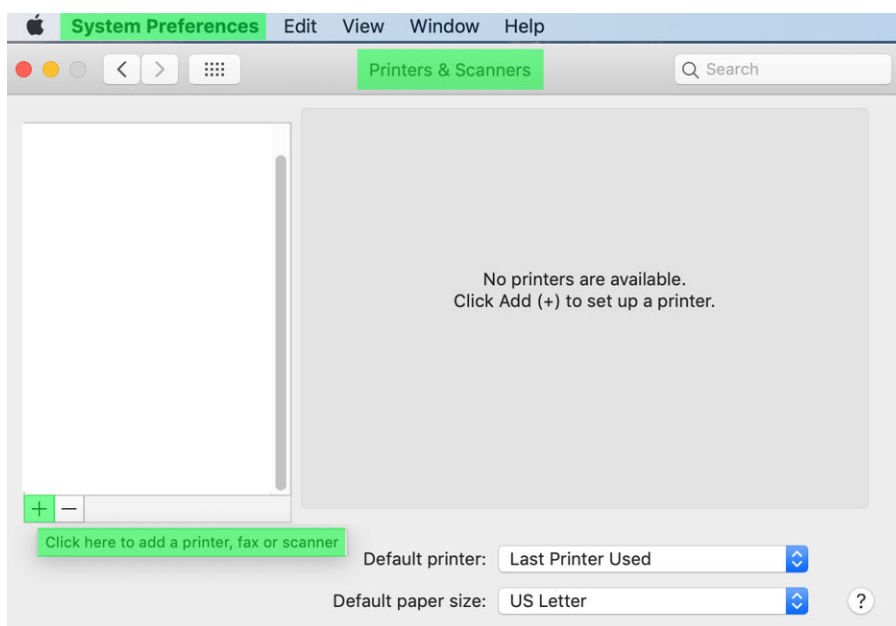 System Preferences Edit View Window Help
Printers & Scanners
Search
No printers are available.
Click Add (+) to set up a printer.
+ −
Click here to add a printer, fax or scanner
Default printer: Last Printer Used
Default paper size: US Letter
?